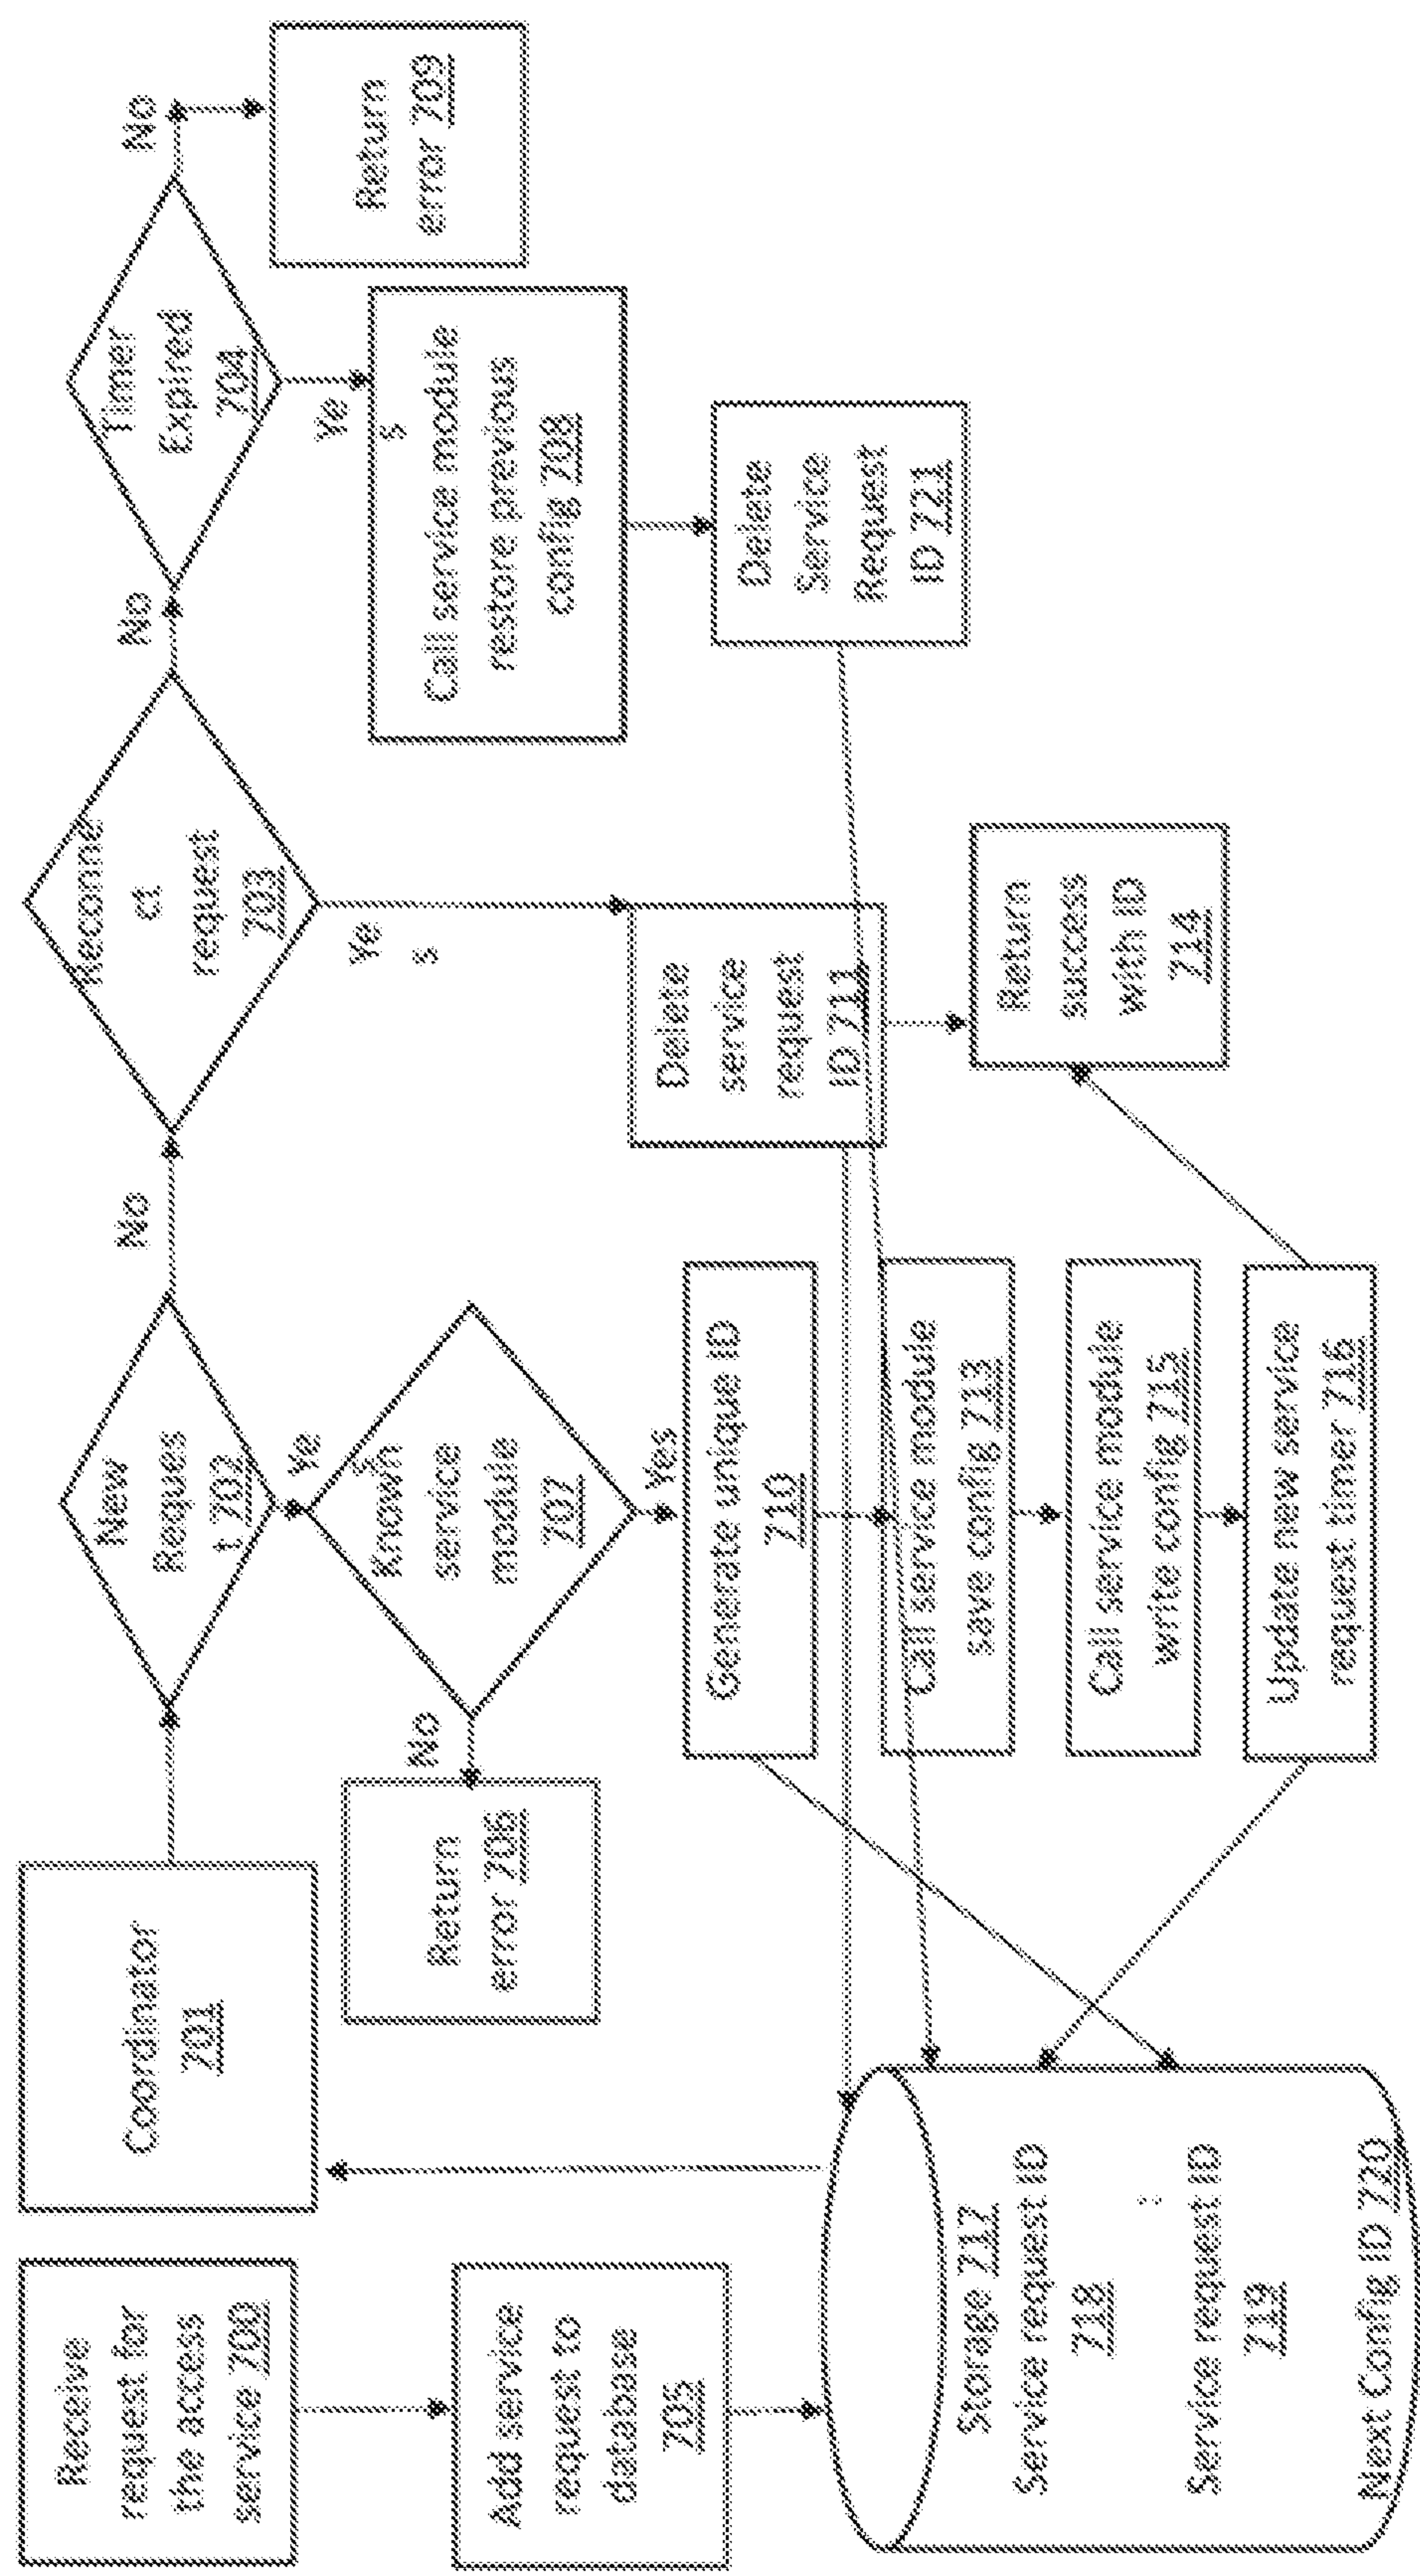 Receive
request for
the access
service 700
Add service
request to
database
705
Storage 717
Service request ID
718
:
Service request ID
719
Next Config ID 720
Coordinator
701
New
Reques
t 702
No
Ye
s
Known
service
module
707
No
Return
error 706
Yes
Generate unique ID
710
Call service module
save config 713
Call service module
write config 715
Update new service
request timer 716
Reconne
ct
request
703
No
Ye
s
Delete
service
request
ID 711
Return
success
with ID
714
Timer
Expired
704
No
Return
error 709
Ye
s
Call service module
restore previous
config 708
Delete
Service
Request
ID 721